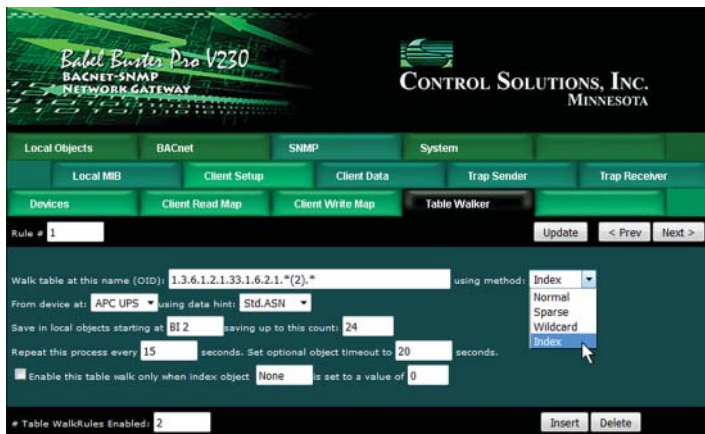 Babel Buster Pro V230
BACNET-SNMP
NETWORK GATEWAY
CONTROL SOLUTIONS, INC.
MINNESOTA
Local Objects BACnet SNMP System
Local MIB Client Setup Client Data Trap Sender Trap Receiver
Devices Client Read Map Client Write Map Table Walker
Rule # 1 Update < Prev Next >
Walk table at this name (OID): 1.3.6.1.2.1.33.1.6.2.1.*(2).* using method: Index
Normal
Sparse
Wildcard
Index
From device at: APC UPS using data hint: Std.ASN
Save in local objects starting at BI 2 saving up to this count: 24
Repeat this process every 15 seconds. Set optional object timeout to 20 seconds.
Enable this table walk only when index object None is set to a value of 0
# Table WalkRules Enabled: 2 Insert Delete